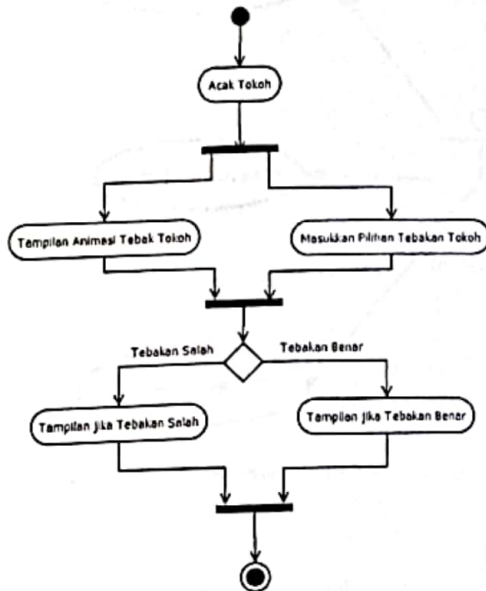 Acak Tokoh
Tampilan Animasi Tebak Tokoh
Masukkan Pilihan Tebakan Tokoh
Tebakan Salah
Tebakan Benar
Tampilan Jika Tebakan Salah
Tampilan Jika Tebakan Benar